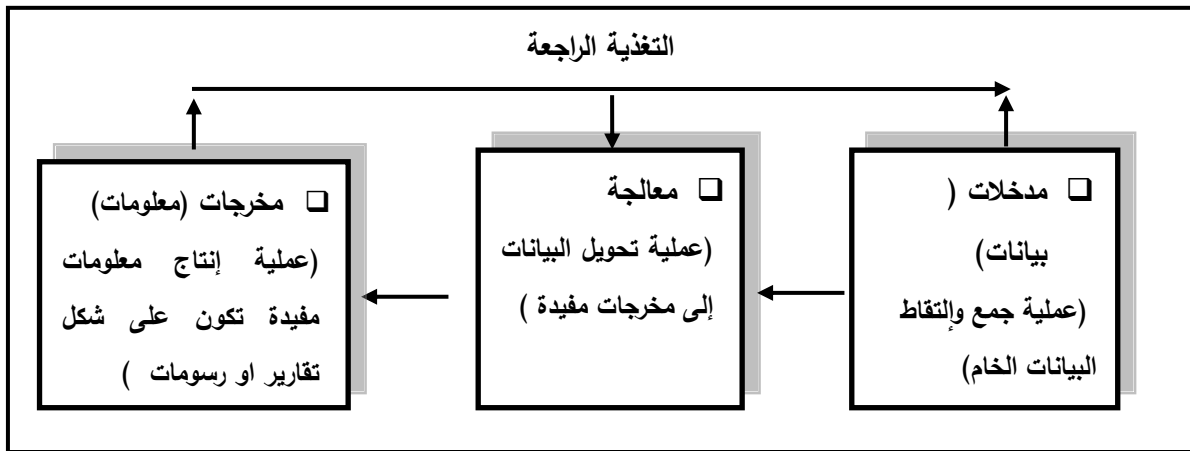 التغذية الراجعة
❑ مدخلات (
بيانات)
(عملية جمع وإلتقاط
البيانات الخام)
❑ معالجة
(عملية تحويل البيانات
إلى مخرجات مفيدة )
❑ مخرجات (معلومات)
(عملية إنتاج معلومات
مفيدة تكون على شكل
تقارير او رسومات )